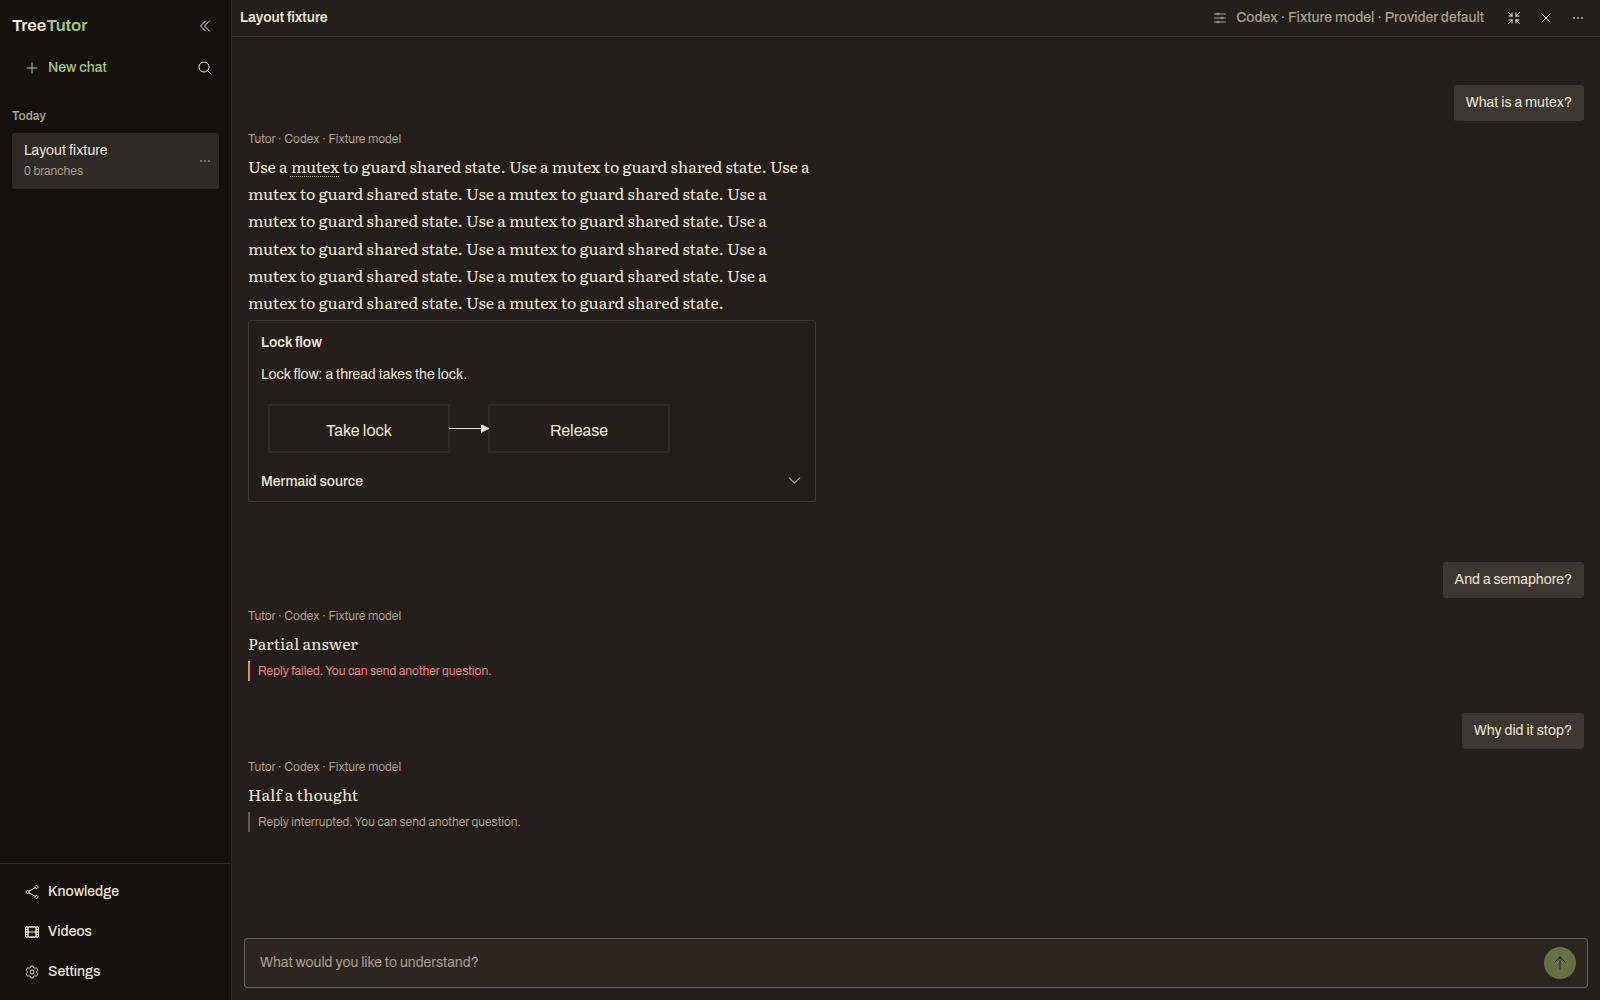 TreeTutor
New chat
Today
Layout fixture
0 branches
Knowledge
Videos
Settings
Layout fixture
Codex · Fixture model · Provider default
What is a mutex?
Tutor · Codex · Fixture model
Use a mutex to guard shared state. Use a mutex to guard shared state. Use a
mutex to guard shared state. Use a mutex to guard shared state. Use a
mutex to guard shared state. Use a mutex to guard shared state. Use a
mutex to guard shared state. Use a mutex to guard shared state. Use a
mutex to guard shared state. Use a mutex to guard shared state. Use a
mutex to guard shared state. Use a mutex to guard shared state.
Lock flow
Lock flow: a thread takes the lock.
Take lock
Release
Mermaid source
And a semaphore?
Tutor · Codex · Fixture model
Partial answer
Reply failed. You can send another question.
Why did it stop?
Tutor · Codex · Fixture model
Half a thought
Reply interrupted. You can send another question.
What would you like to understand?